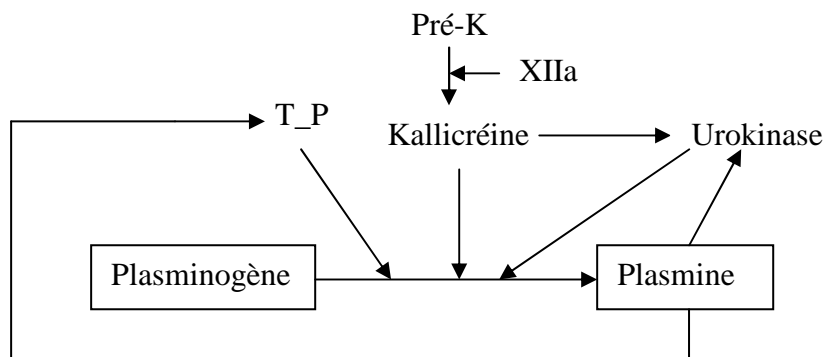 Pré-K
XIIa
T_P
Kallicréine
Urokinase
Plasminogène
Plasmine